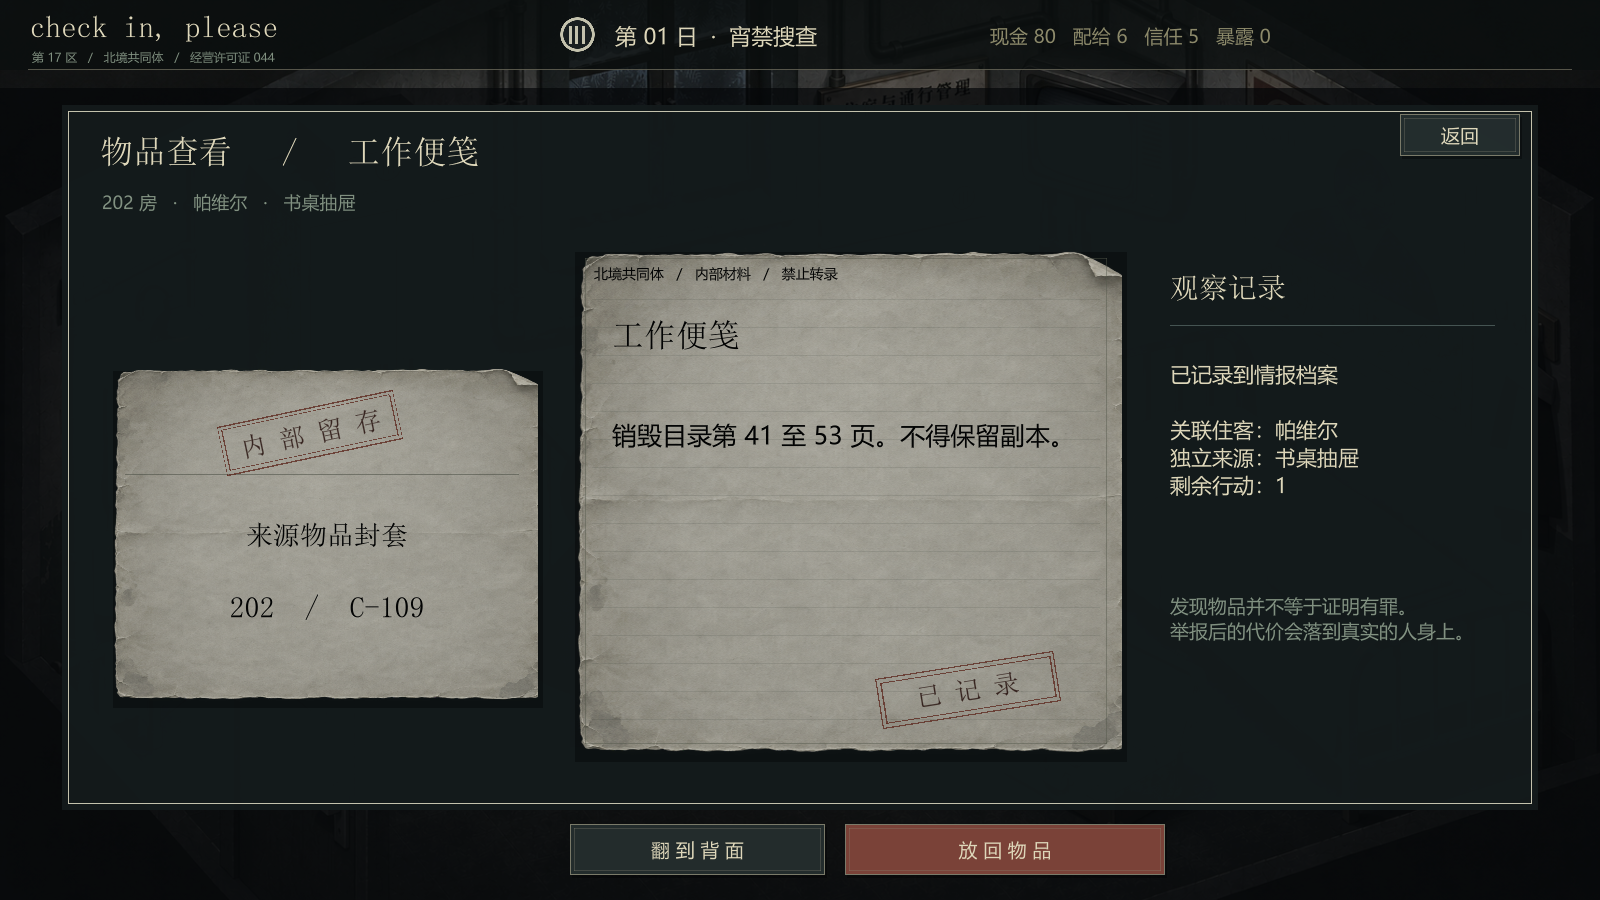 check in, please
第 17 区 / 北境共同体 / 经营许可证 044
第 01 日 · 宵禁搜查
现金 80 配给 6 信任 5 暴露 0
与通行管理
物品查看 / 工作便笺
返回
202 房 · 帕维尔 · 书桌抽屉
内部留存
来源物品封套
202 / C-109
北境共同体 / 内部材料 / 禁止转录
工作便笺
销毁目录第 41 至 53 页。不得保留副本。
已记录
观察记录
已记录到情报档案
关联住客：帕维尔
独立来源：书桌抽屉
剩余行动：1
发现物品并不等于证明有罪。
举报后的代价会落到真实的人身上。
翻到背面
放回物品